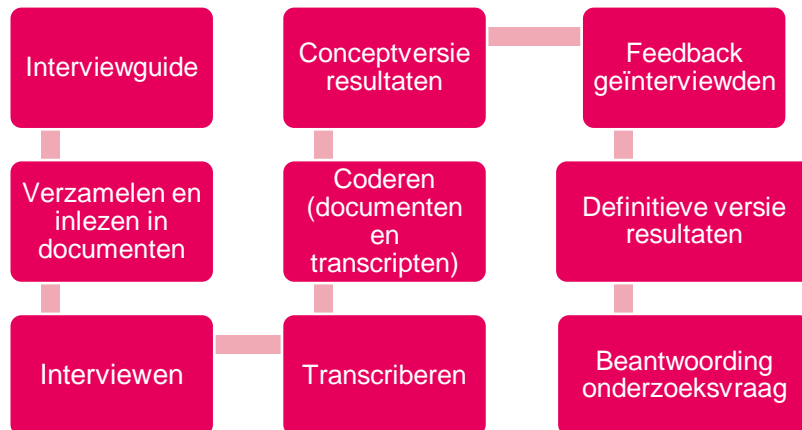 Interviewguide
Verzamelen en
inlezen in
documenten
Interviewen
Transcriberen
Coderen
(documenten
en
transcripten)
Conceptversie
resultaten
Feedback
geïnterviewden
Definitieve versie
resultaten
Beantwoording
onderzoeksvraag